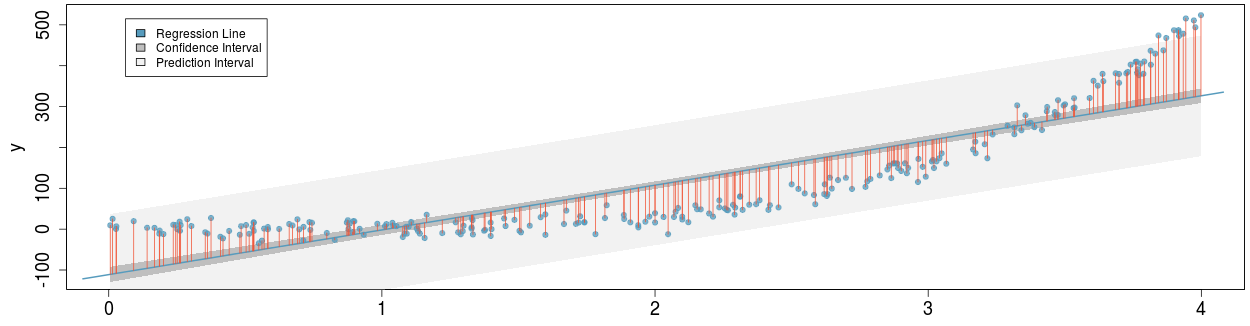 Regression Line
Confidence Interval
Prediction Interval
500
300
100
0
-100
y
0 1 2 3 4